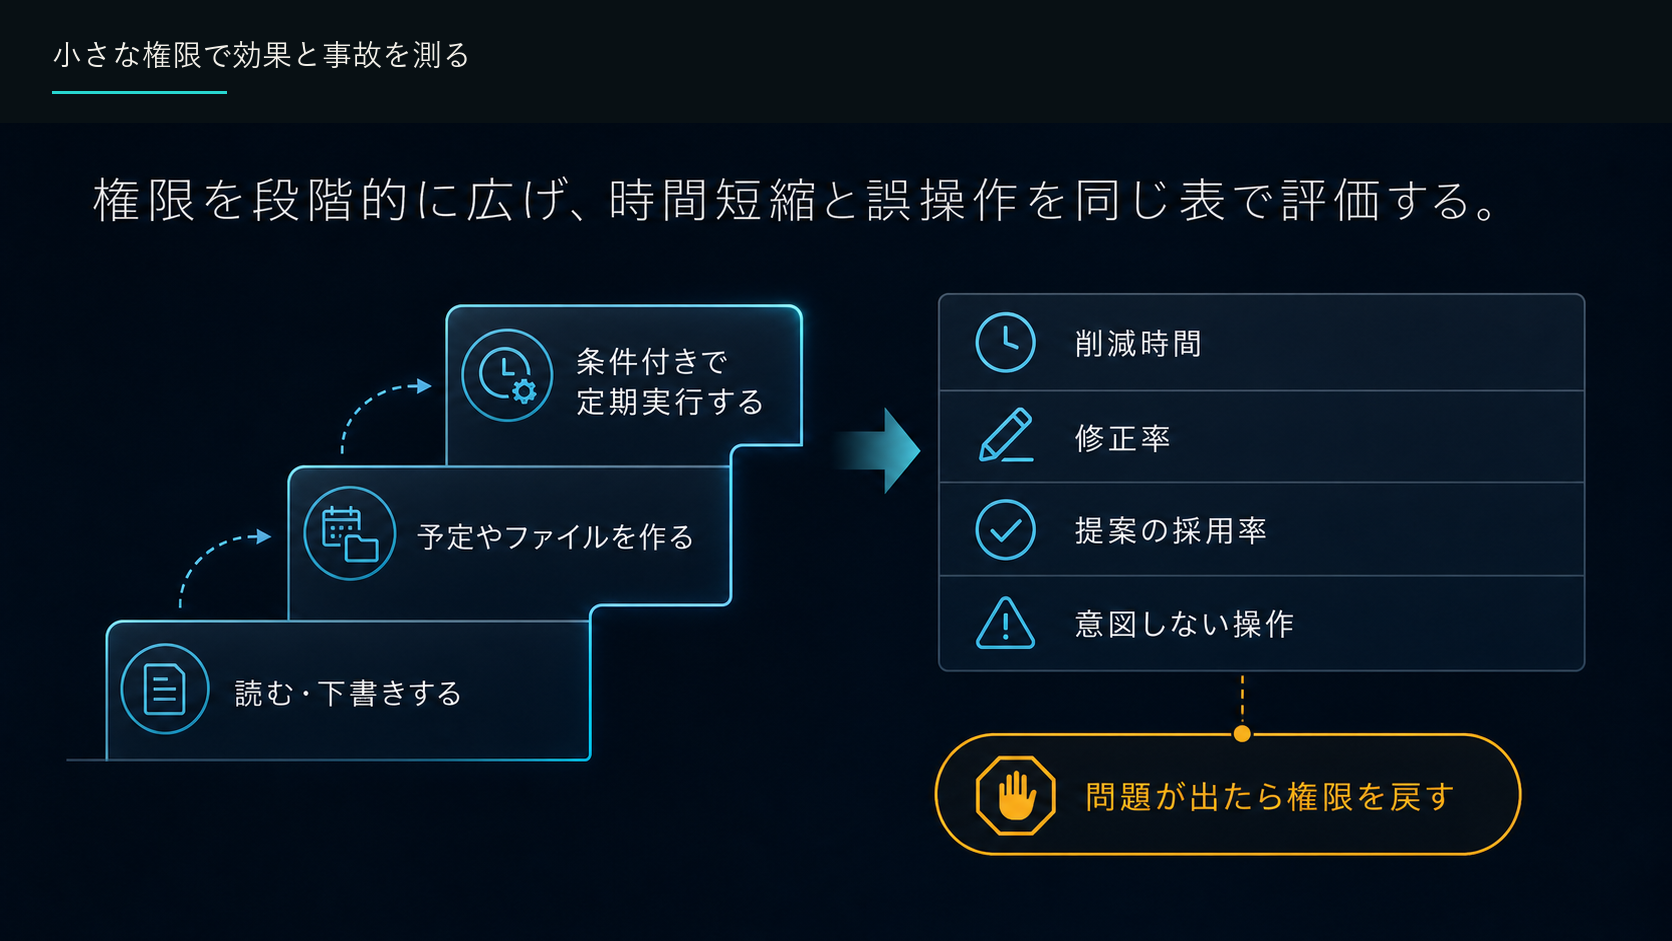 小さな権限で効果と事故を測る
権限を段階的に広げ、時間短縮と誤操作を同じ表で評価する。
条件付きで
定期実行する
予定やファイルを作る
読む・下書きする
削減時間
修正率
提案の採用率
意図しない操作
問題が出たら権限を戻す